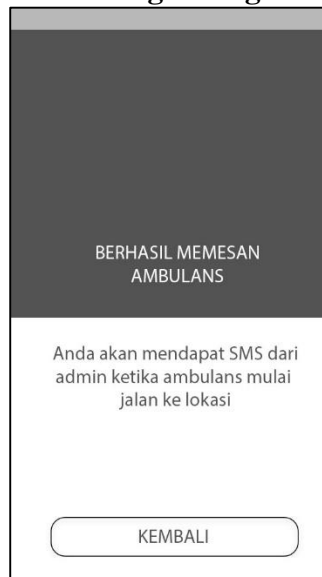 BERHASIL MEMESAN
AMBULANS
Anda akan mendapat SMS dari
admin ketika ambulans mulai
jalan ke lokasi
KEMBALI